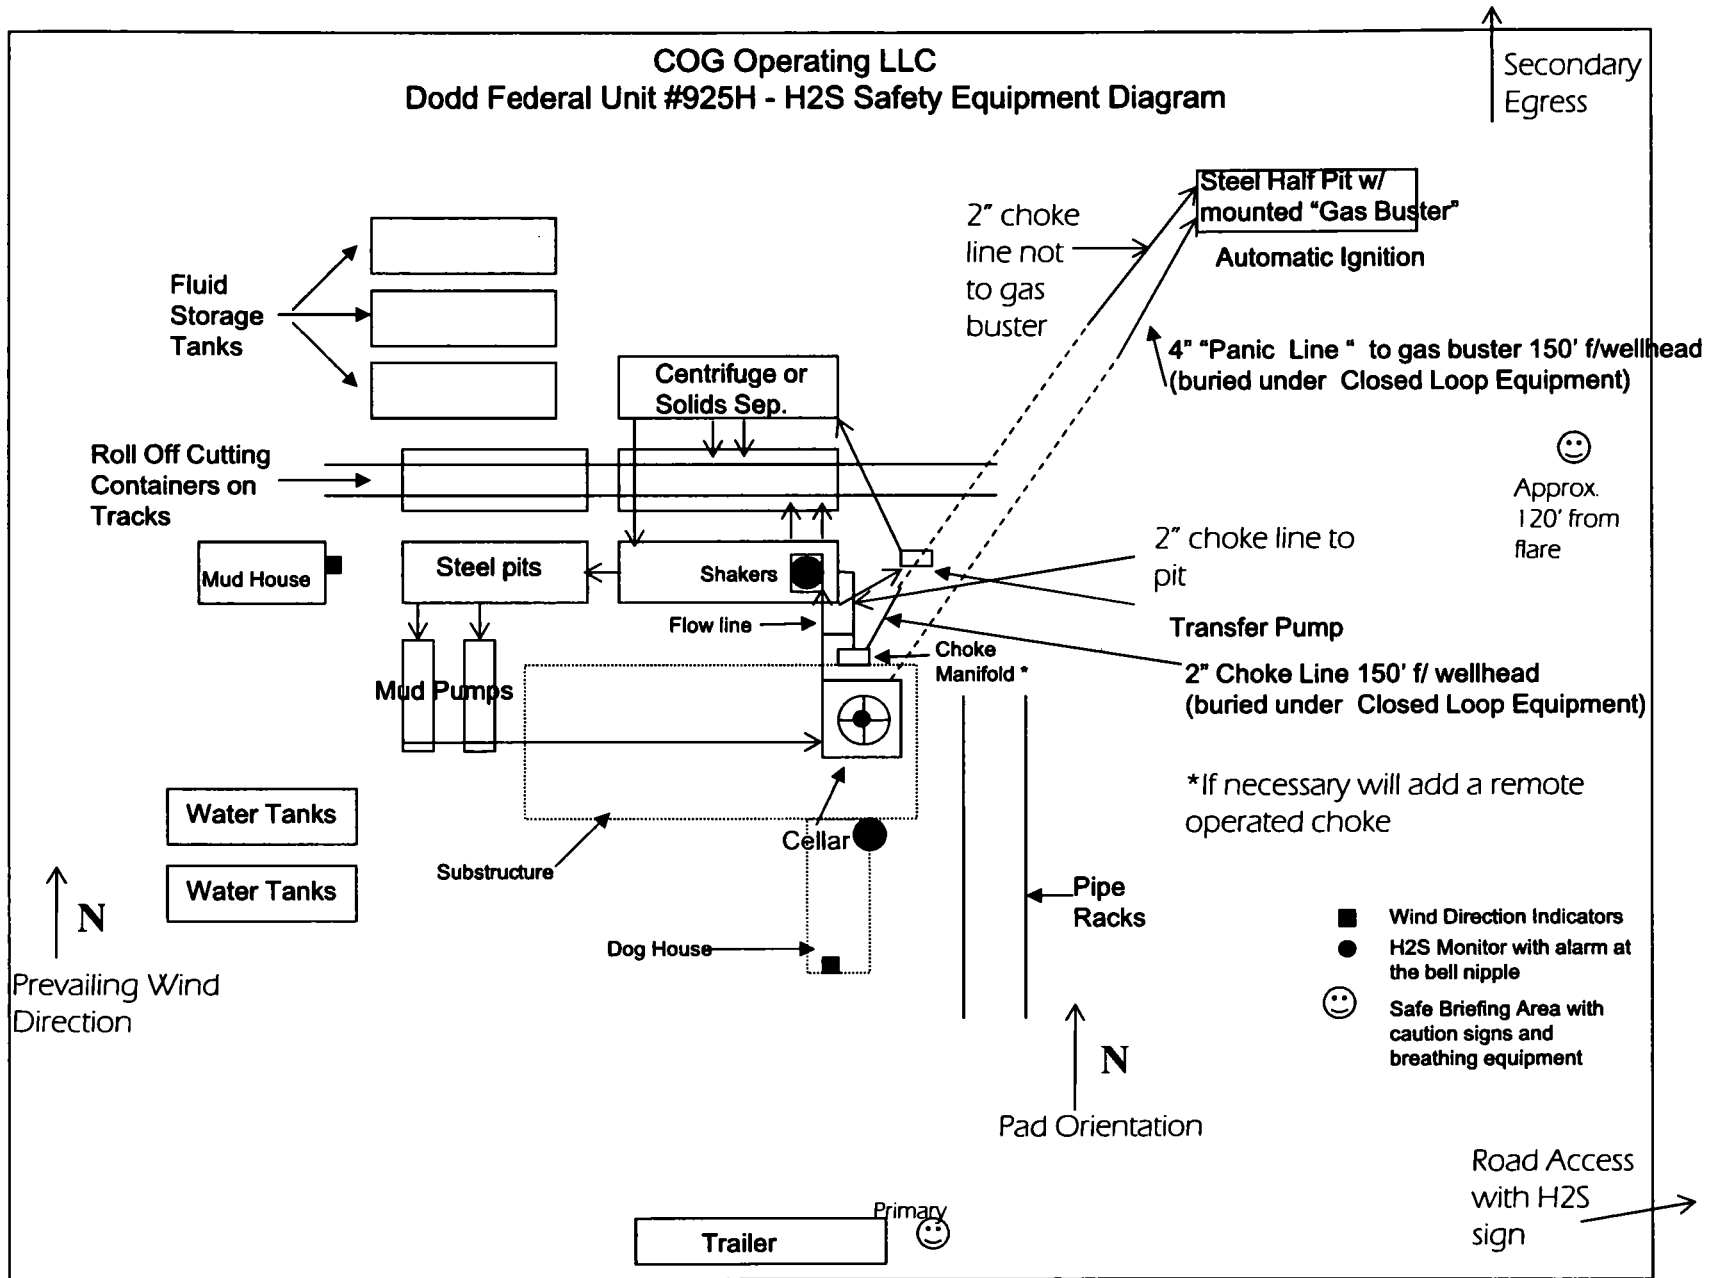 COG Operating LLC
Dodd Federal Unit #925H - H2S Safety Equipment Diagram
Secondary
Egress
Steel Half Pit w/
mounted "Gas Buster"
Automatic Ignition
2" choke
line not
to gas
buster
Fluid
Storage
Tanks
4" "Panic Line " to gas buster 150' f/wellhead
(buried under Closed Loop Equipment)
Centrifuge or
Solids Sep.
Roll Off Cutting
Containers on
Tracks
Approx.
120' from
flare
2" choke line to
pit
Mud House
Steel pits
Shakers
Flow line
Transfer Pump
Choke
Manifold *
2" Choke Line 150' f/ wellhead
(buried under Closed Loop Equipment)
Mud Pumps
*If necessary will add a remote
operated choke
Water Tanks
Cellar
Substructure
Water Tanks
Pipe
Racks
N
Dog House
Prevailing Wind
Direction
Wind Direction Indicators
H2S Monitor with alarm at
the bell nipple
Safe Briefing Area with
caution signs and
breathing equipment
N
Pad Orientation
Road Access
with H2S
sign
Primary
Trailer